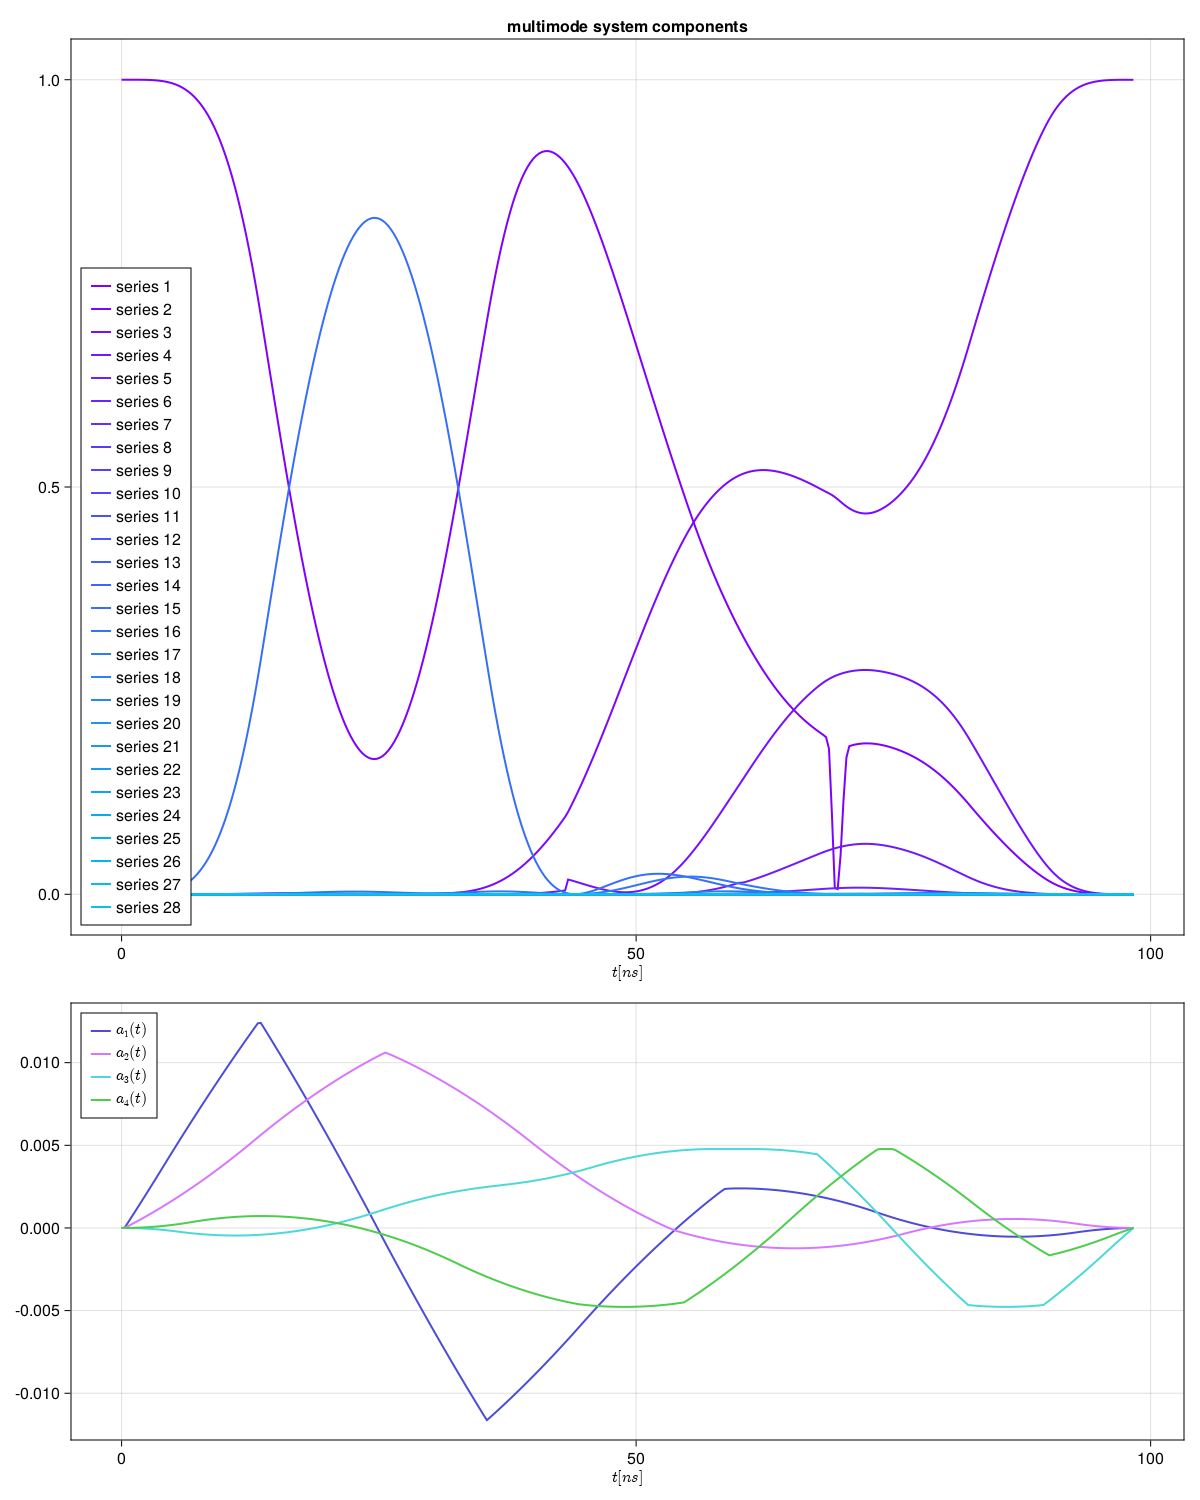 multimode system components
1.0
0.5
0.0
series 1
series 2
series 3
series 4
series 5
series 6
series 7
series 8
series 9
series 10
series 11
series 12
series 13
series 14
series 15
series 16
series 17
series 18
series 19
series 20
series 21
series 22
series 23
series 24
series 25
series 26
series 27
series 28
0 50 100
t[ns]
a₁(t)
a₂(t)
a₃(t)
a₄(t)
0.010
0.005
0.000
-0.005
-0.010
0 50 100
t[ns]